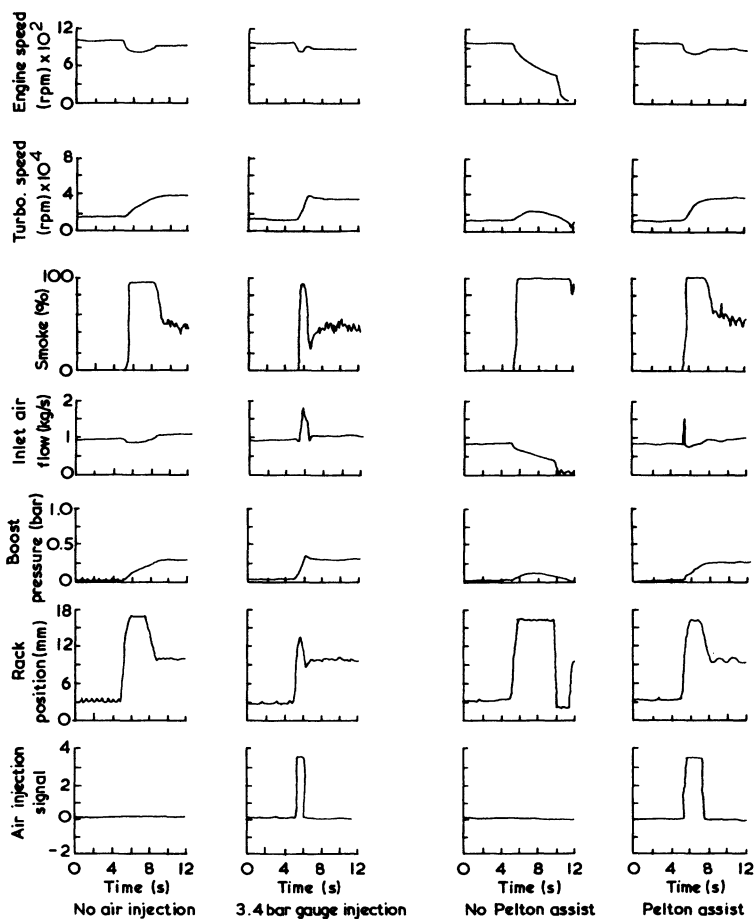 Engine speed
(rpm) x 10²
12
6
0
Turbo. speed
(rpm) x 10⁴
8
4
0
Smoke (%)
100
0
Inlet air
flow (kg/s)
2
1
0
Boost
pressure (bar)
1.0
0.5
0
Rack
position (mm)
18
12
6
0
Air injection
signal
4
2
0
-2
0 4 8 12
0 4 8 12
0 4 8 12
0 4 8 12
Time (s)
Time (s)
Time (s)
Time (s)
No air injection
3.4 bar gauge injection
No Pelton assist
Pelton assist